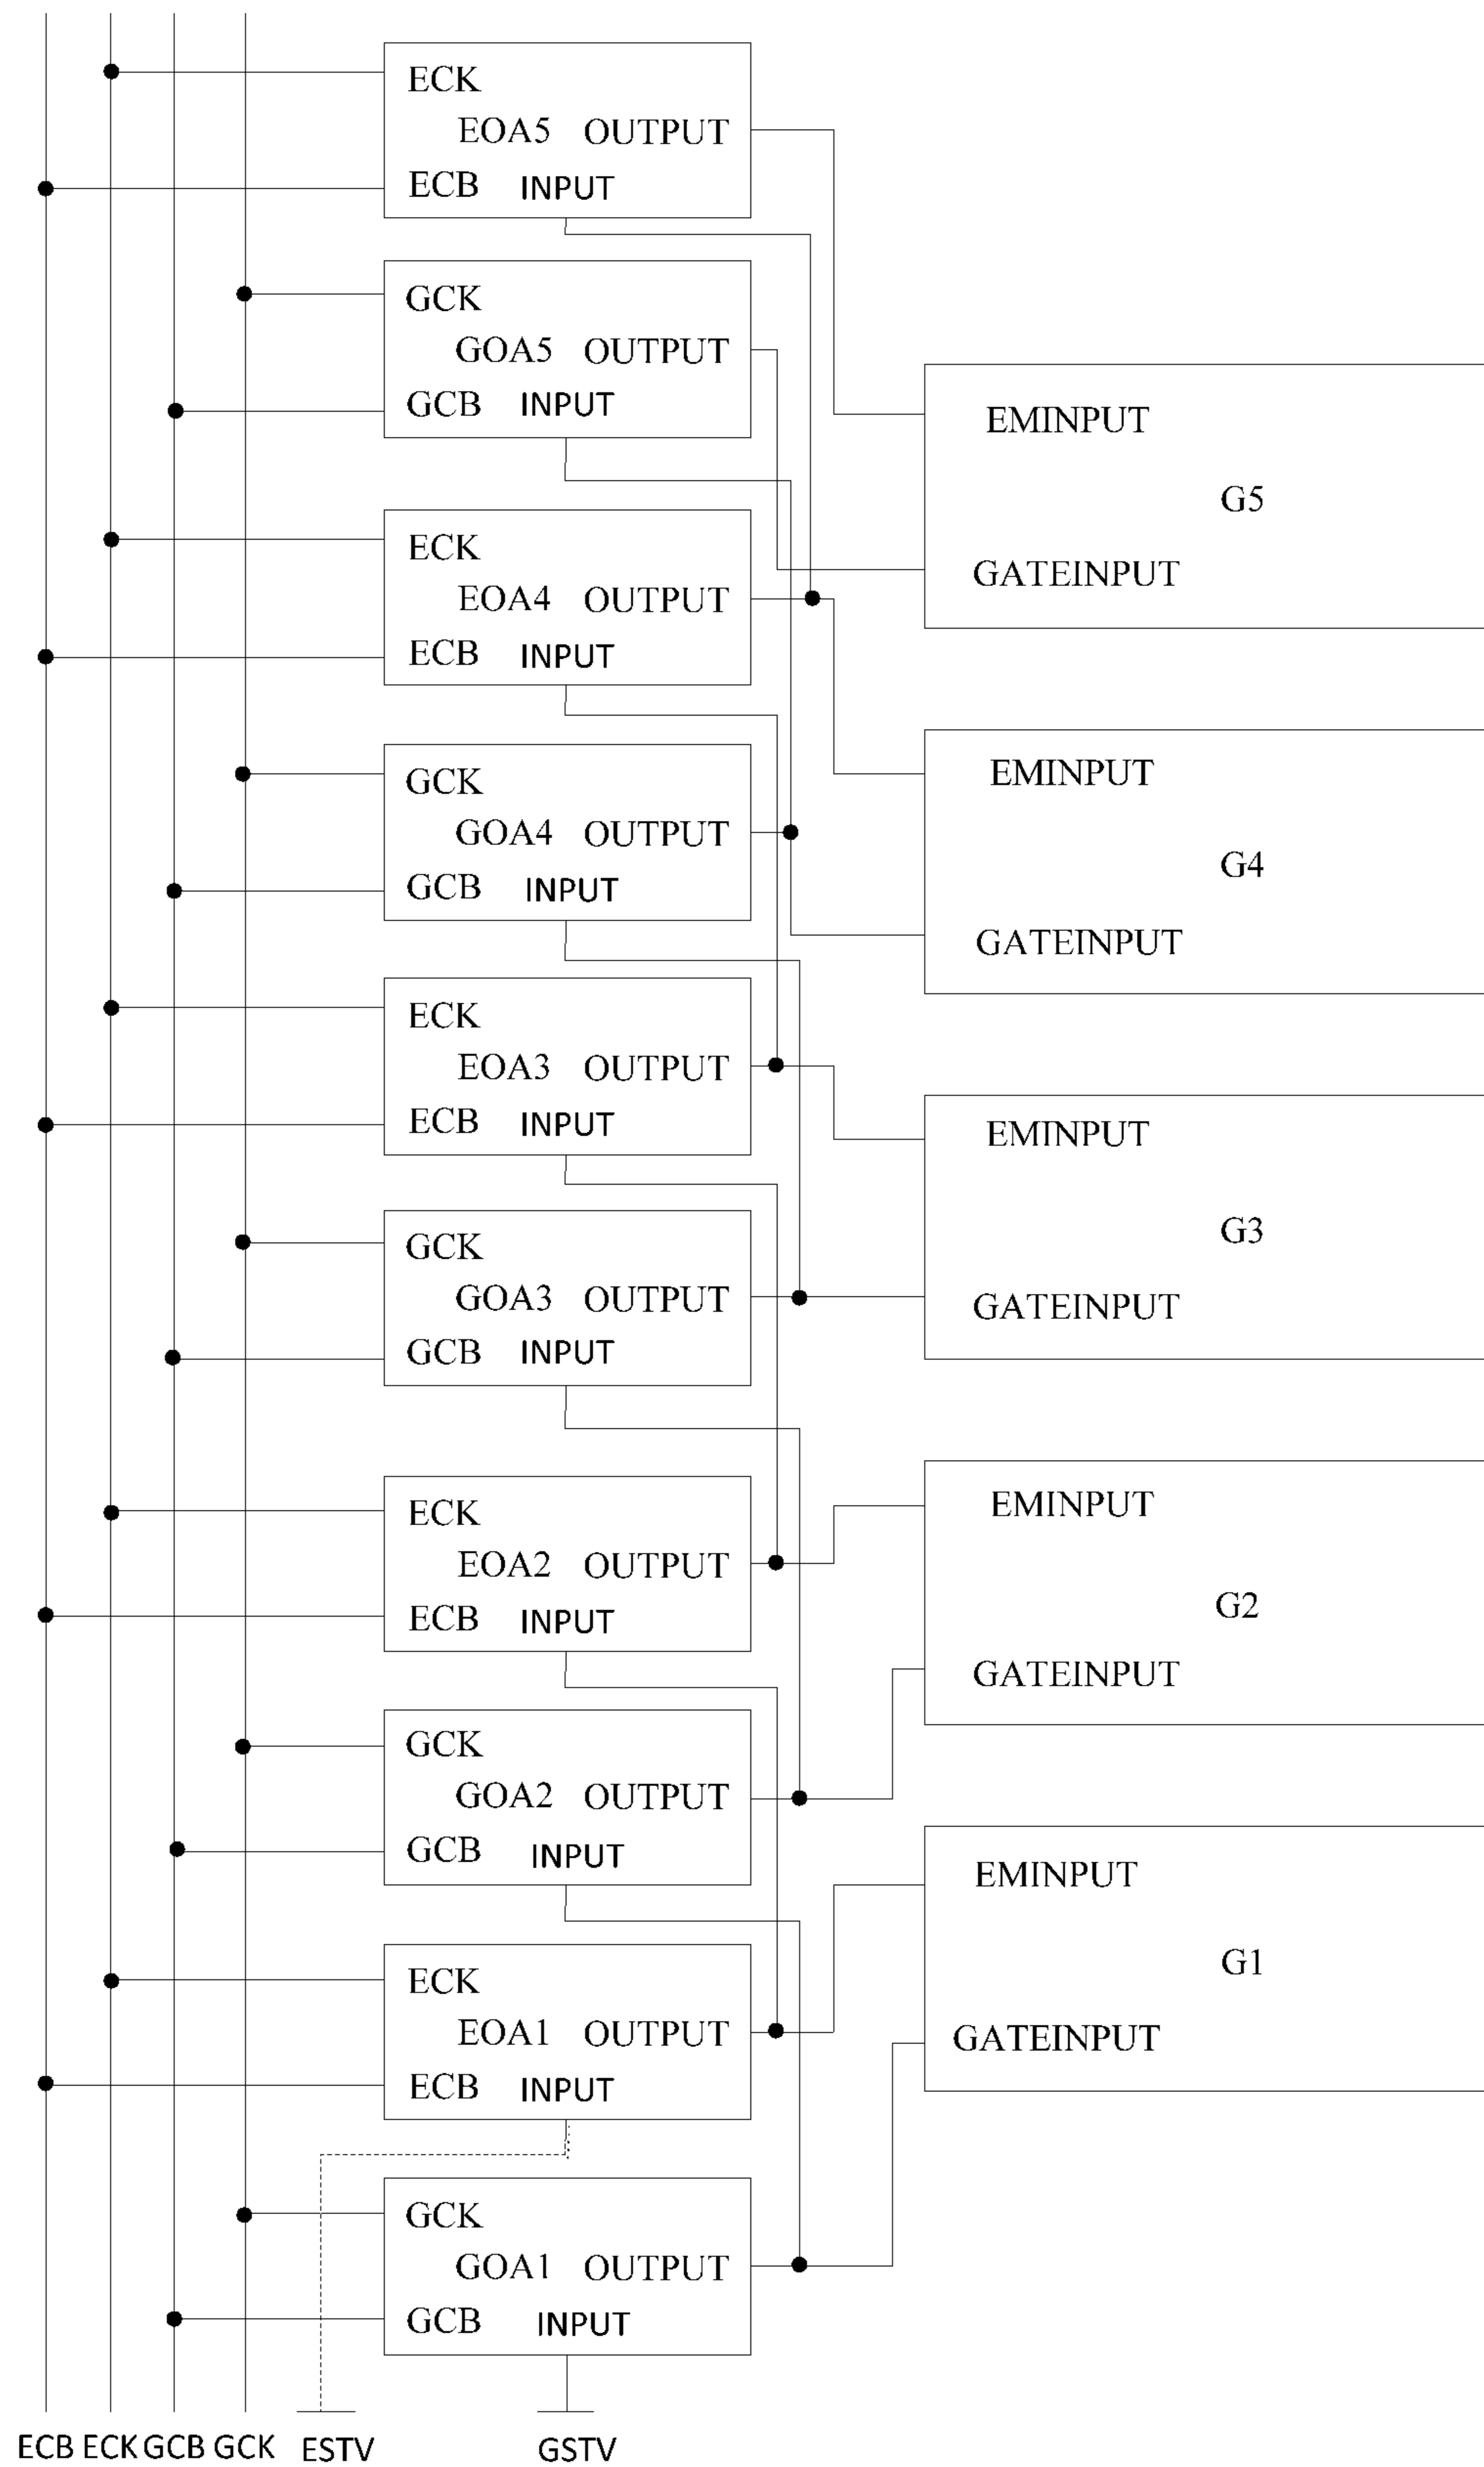 ECK
EOA5 OUTPUT
ECB INPUT
GCK
GOA5 OUTPUT
GCB INPUT
EMINPUT
G5
GATEINPUT
ECK
EOA4 OUTPUT
ECB INPUT
GCK
GOA4 OUTPUT
GCB INPUT
EMINPUT
G4
GATEINPUT
ECK
EOA3 OUTPUT
ECB INPUT
GCK
GOA3 OUTPUT
GCB INPUT
EMINPUT
G3
GATEINPUT
ECK
EOA2 OUTPUT
ECB INPUT
GCK
GOA2 OUTPUT
GCB INPUT
EMINPUT
G2
GATEINPUT
ECK
EOA1 OUTPUT
ECB INPUT
GCK
GOA1 OUTPUT
GCB INPUT
EMINPUT
G1
GATEINPUT
ECB ECK GCB GCK ESTV GSTV